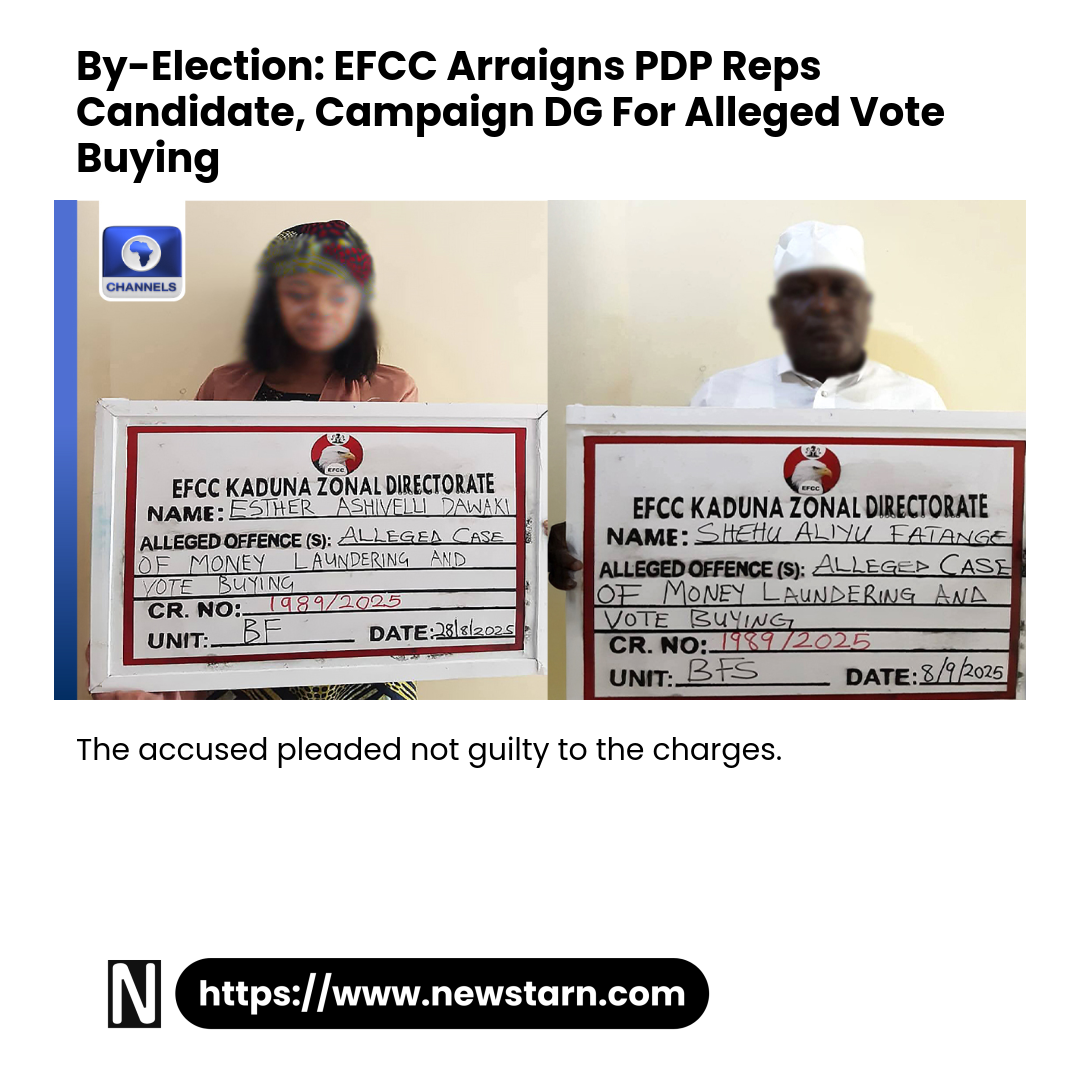 By-Election: EFCC Arraigns PDP Reps
Candidate, Campaign DG For Alleged Vote
Buying
CHANNELS
EFCC
EFCC KADUNA ZONAL DIRECTORATE
NAME: ESTHER ASHIVELLI DAWAKI
ALLEGED OFFENCE (S): ALLEGED CASE
OF MONEY LAUNDERING AND
VOTE BUYING
CR. NO: 1989/2025
UNIT: BF DATE: 28/8/2025
EFCC
EFCC KADUNA ZONAL DIRECTORATE
NAME: SHEHU ALIYU FATANGE
ALLEGED OFFENCE (S): ALLEGED CASE
OF MONEY LAUNDERING AND
VOTE BUYING
CR. NO: 1989/2025
UNIT: BFS DATE: 8/9/2025
The accused pleaded not guilty to the charges.
N https://www.newstarn.com